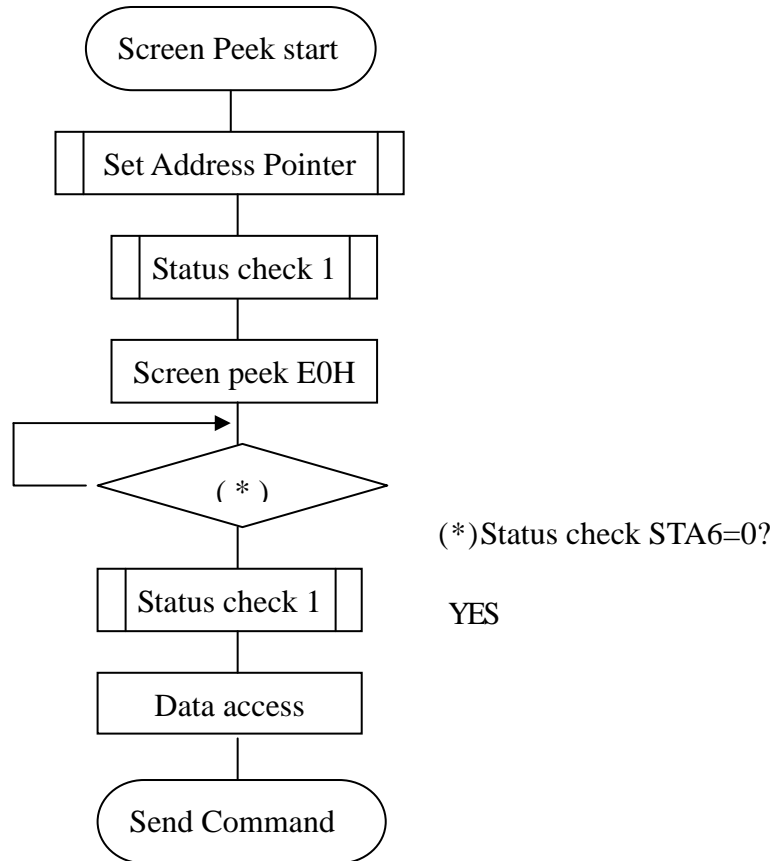 Screen Peek start
Set Address Pointer
Status check 1
Screen peek E0H
( * )
(*)Status check STA6=0?
Status check 1
YES
Data access
Send Command